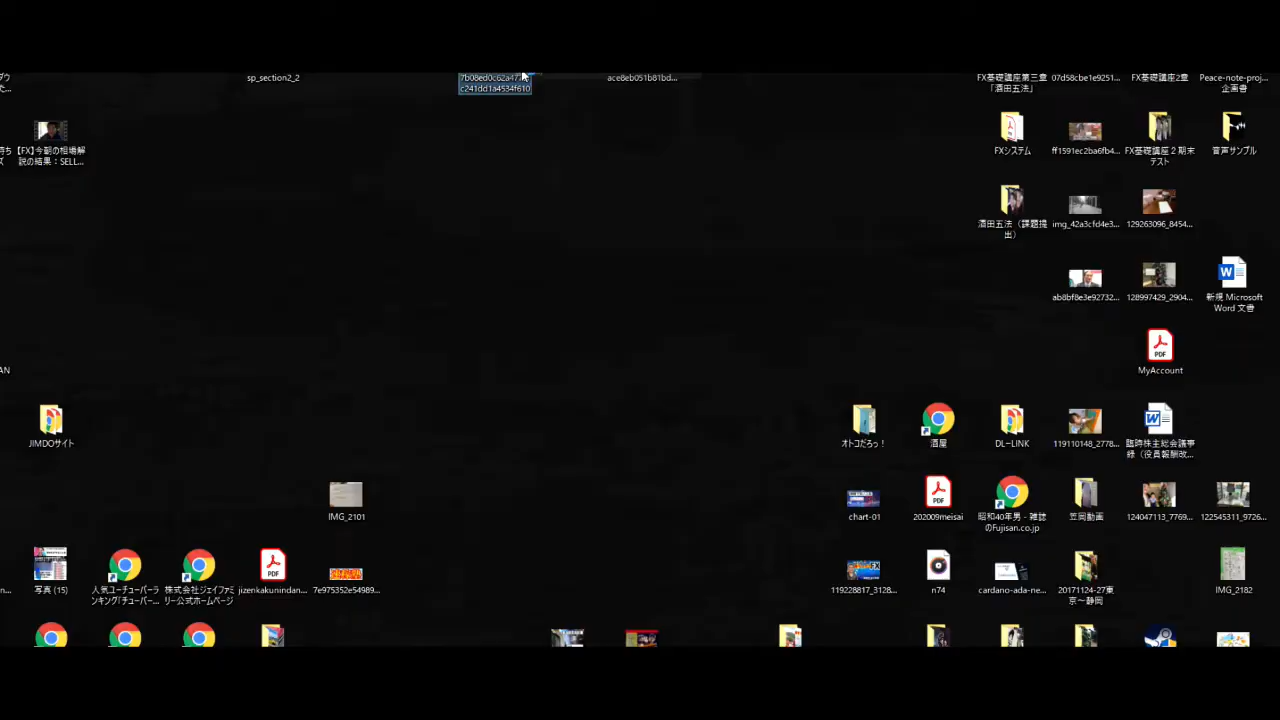 sp_section2_2
c241dd1a4534f610
ace8eb051b81bd...
FX基礎講座第三章
「酒田五法」
07d58cbe1e9251...
FX基礎講座2章
Peace-note-proj...
企画書
【FX】今朝の相場解
説の結果：SELL...
FXシステム
ff1591ec2ba6fb4...
FX基礎講座２期末
テスト
音声サンプル
酒田五法（課題提
出）
img_42a3cfd4e3...
129263096_8454...
ab8bf8e3e92732...
128997429_2904...
新規 Microsoft
Word 文書
AN
MyAccount
JIMDOサイト
オトコだろっ！
酒屋
DL-LINK
119110148_2778...
臨時株主総会議事
録（役員報酬改...
IMG_2101
chart-01
202009meisai
昭和40年男 - 雑誌
のFujisan.co.jp
笠岡動画
124047113_7769...
122545311_9726...
写真 (15)
人気ユーチューバーラ
ンキング/チューバー...
株式会社ジェイファミ
リー公式ホームページ
jizenkakunindan...
7e975352e54989...
119228817_3128...
n74
cardano-ada-ne...
20171124-27東
京～静岡
IMG_2182